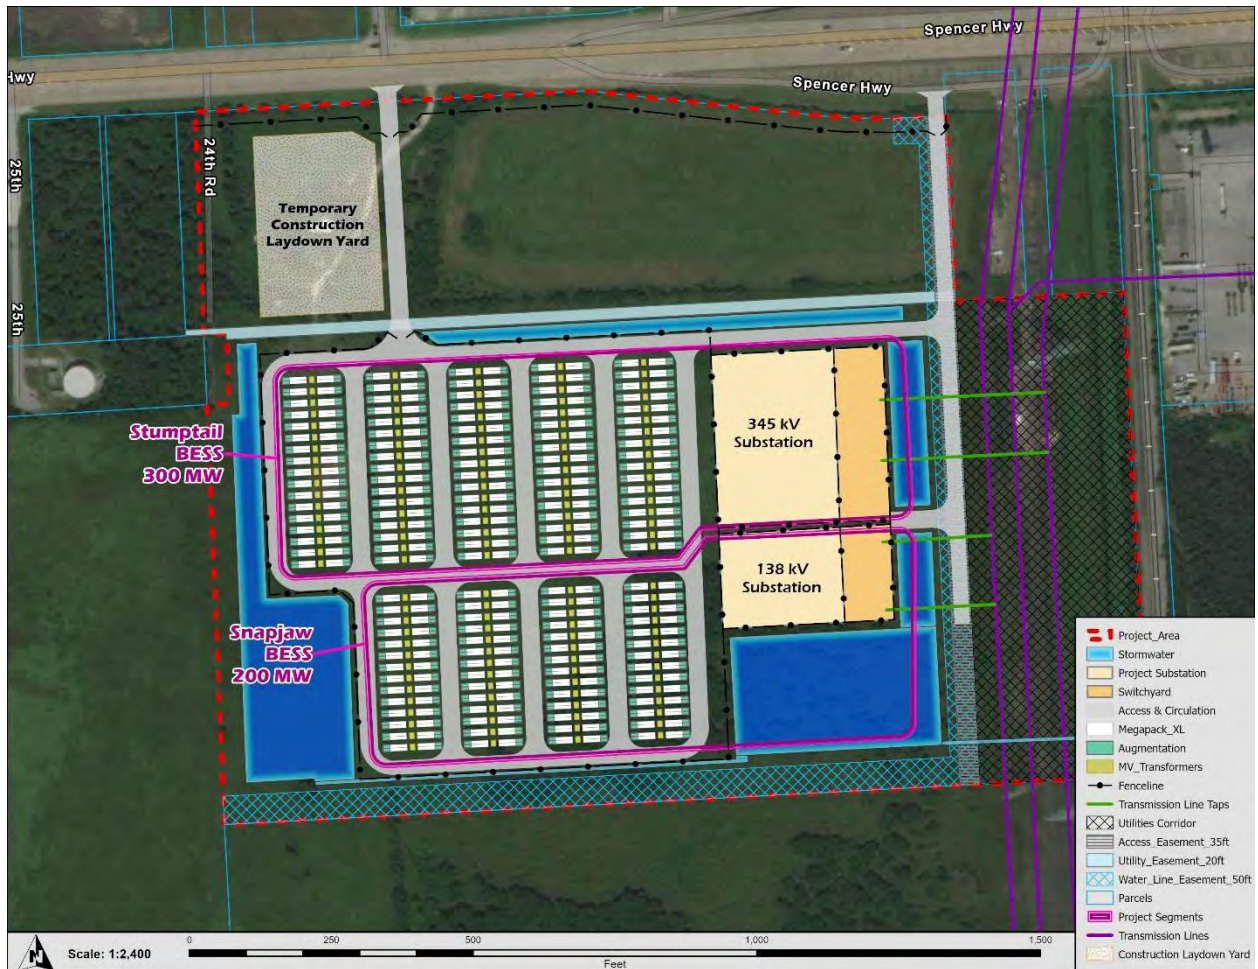 Spencer Hwy
Hwy
Spencer Hwy
25th
24th Rd
Temporary
Construction
Laydown Yard
25th
345 kV
Substation
Stumptail
BESS
300 MW
138 kV
Substation
Snapjaw
BESS
200 MW
Project_Area
Stormwater
Project Substation
Switchyard
Access & Circulation
Megapack_XL
Augmentation
MV_Transformers
Fenceline
Transmission Line Taps
Utilities Corridor
Access_Easement_35ft
Utility_Easement_20ft
Water_Line_Easement_50ft
Parcels
Project Segments
Transmission Lines
Construction Laydown Yard
N
Scale: 1:2,400
0 250 500 1,000 1,500
Feet